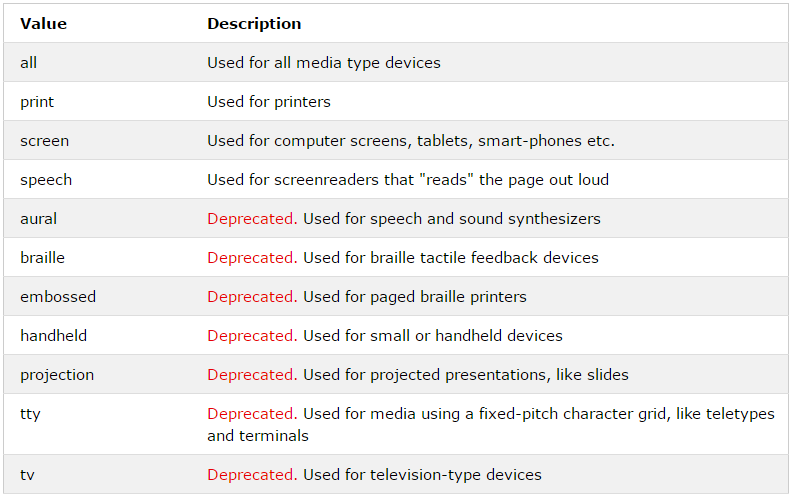 Value Description
all Used for all media type devices
print Used for printers
screen Used for computer screens, tablets, smart-phones etc.
speech Used for screenreaders that "reads" the page out loud
aural Deprecated. Used for speech and sound synthesizers
braille Deprecated. Used for braille tactile feedback devices
embossed Deprecated. Used for paged braille printers
handheld Deprecated. Used for small or handheld devices
projection Deprecated. Used for projected presentations, like slides
tty Deprecated. Used for media using a fixed-pitch character grid, like teletypes
and terminals
tv Deprecated. Used for television-type devices